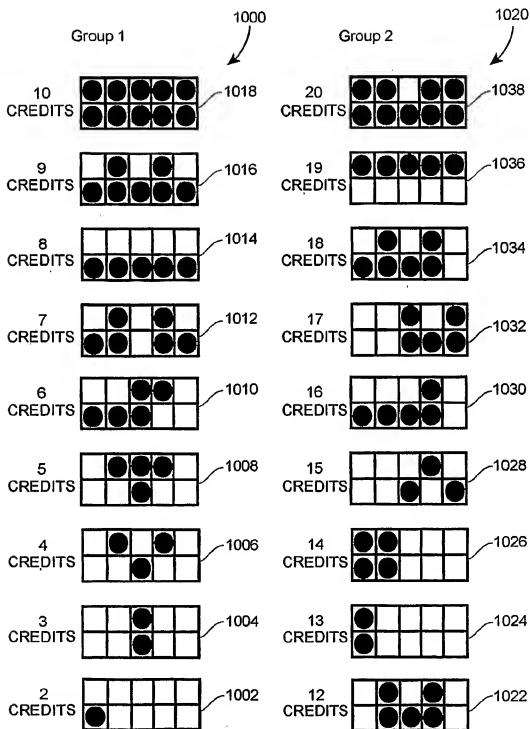 1000
1020
Group 1
Group 2
10
CREDITS
1018
20
CREDITS
1038
9
CREDITS
1016
19
CREDITS
1036
8
CREDITS
1014
18
CREDITS
1034
7
CREDITS
1012
17
CREDITS
1032
6
CREDITS
1010
16
CREDITS
1030
5
CREDITS
1008
15
CREDITS
1028
4
CREDITS
1006
14
CREDITS
1026
3
CREDITS
1004
13
CREDITS
1024
2
CREDITS
1002
12
CREDITS
1022